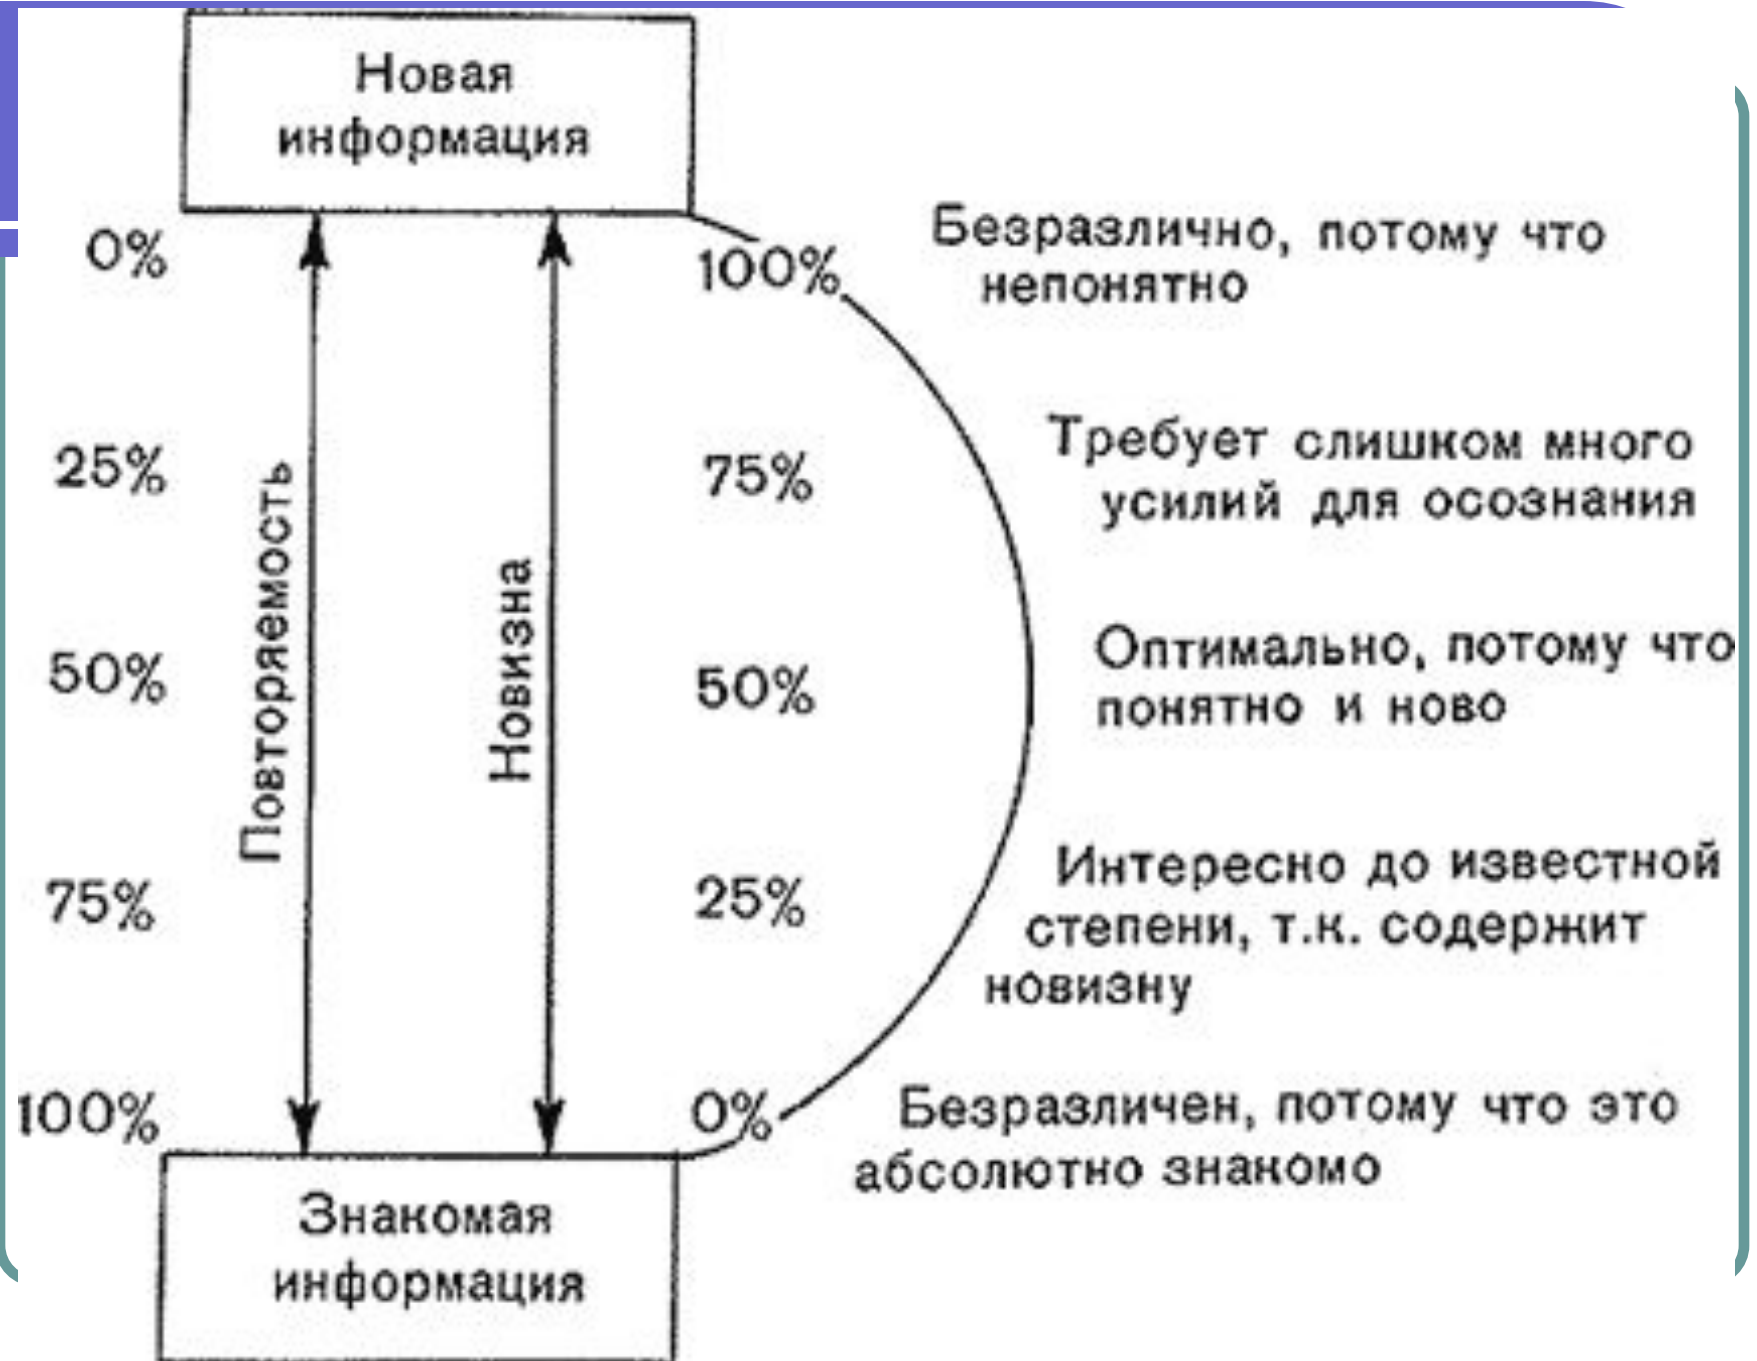 Новая
информация
0%
100%
Безразлично, потому что
непонятно
25%
75%
Требует слишком много
усилий для осознания
Повторяемость
Новизна
50%
50%
Оптимально, потому что
понятно и ново
75%
25%
Интересно до известной
степени, т.к. содержит
новизну
100%
0%
Безразличен, потому что это
абсолютно знакомо
Знакомая
информация